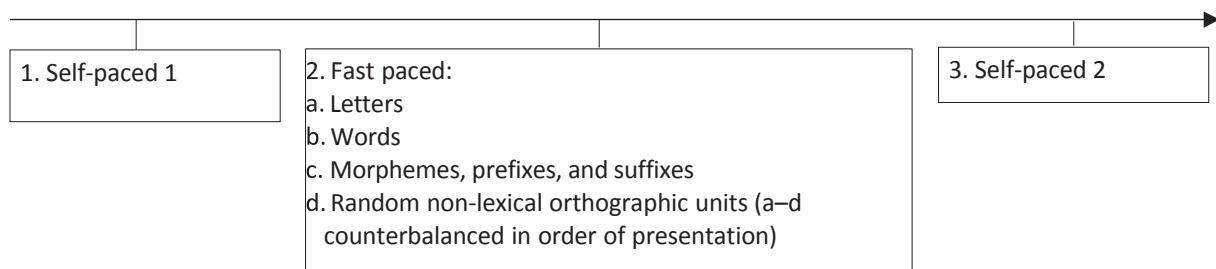 1. Self-paced 1
2. Fast paced:
a. Letters
b. Words
c. Morphemes, prefixes, and suffixes
d. Random non-lexical orthographic units (a–d
counterbalanced in order of presentation)
3. Self-paced 2